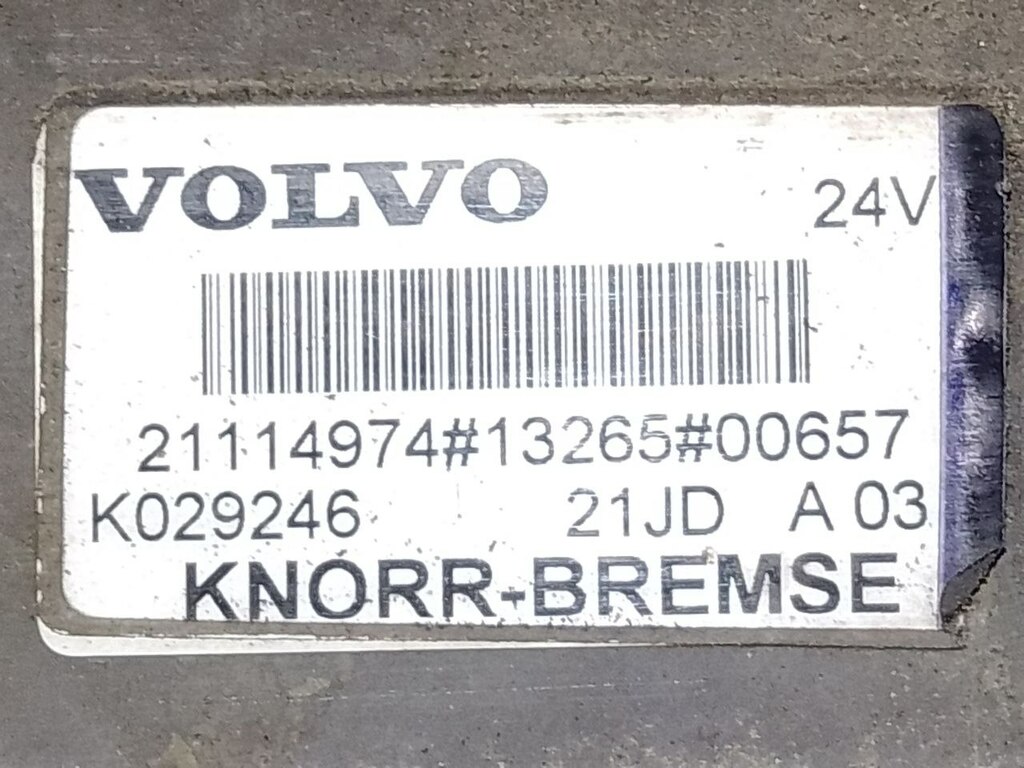 VOLVO 24V
21114974#13265#00657
K029246 21JD A 03
KNORR-BREMSE